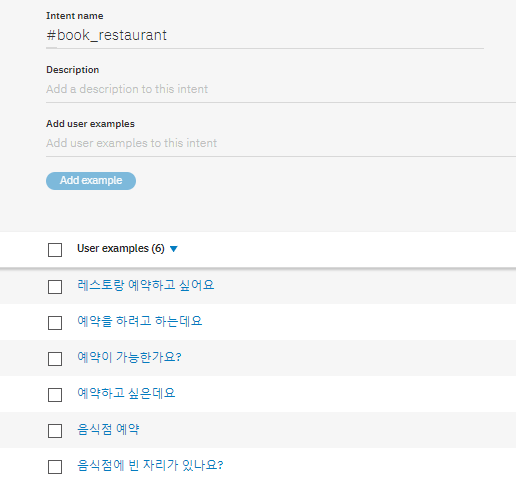 Intent name
#book_restaurant
Description
Add a description to this intent
Add user examples
Add user examples to this intent
Add example
User examples (6) ▼
레스토랑 예약하고 싶어요
예약을 하려고 하는데요
예약이 가능한가요?
예약하고 싶은데요
음식점 예약
음식점에 빈 자리가 있나요?